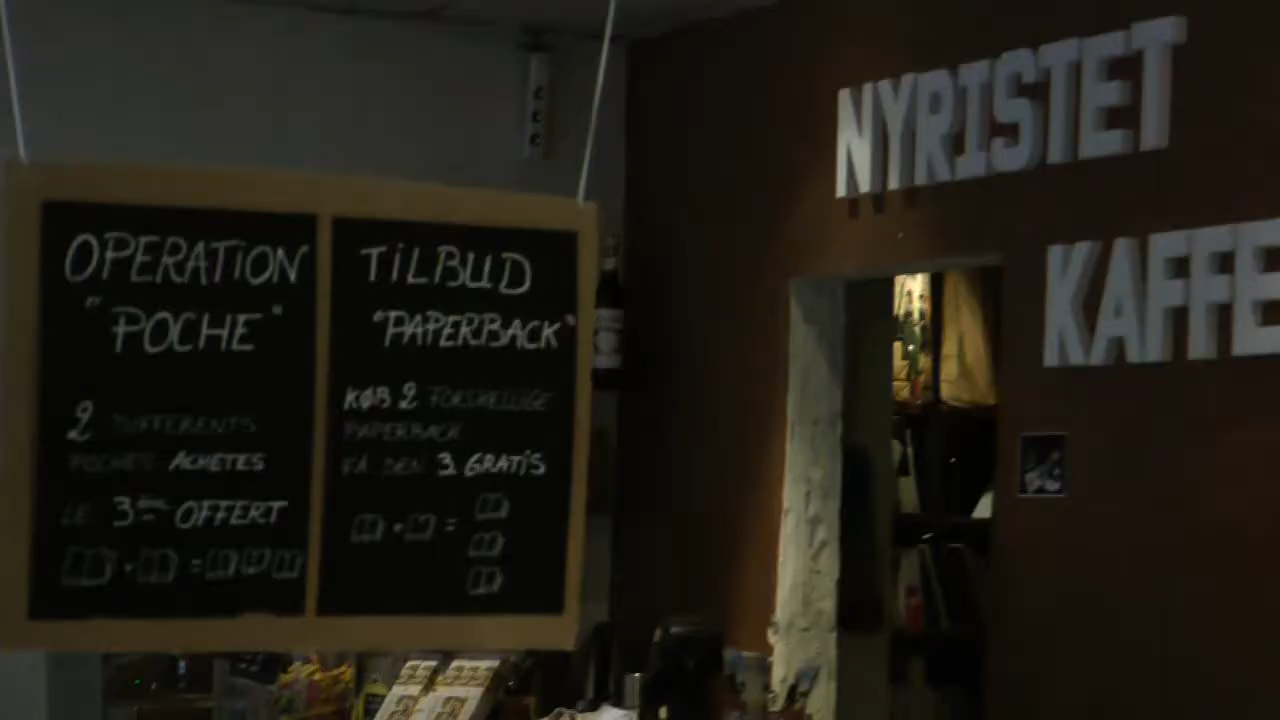 OPERATiON
"POCHE"
2 DIFFERENTS
POCHES ACHETES
LE 3ème OFFERT
TiLBUD
"PAPERBACK"
KØB 2 FORSKELLIGE
PAPERBACK
FÅ DEN 3. GRATiS
NYRISTET
KAFFE